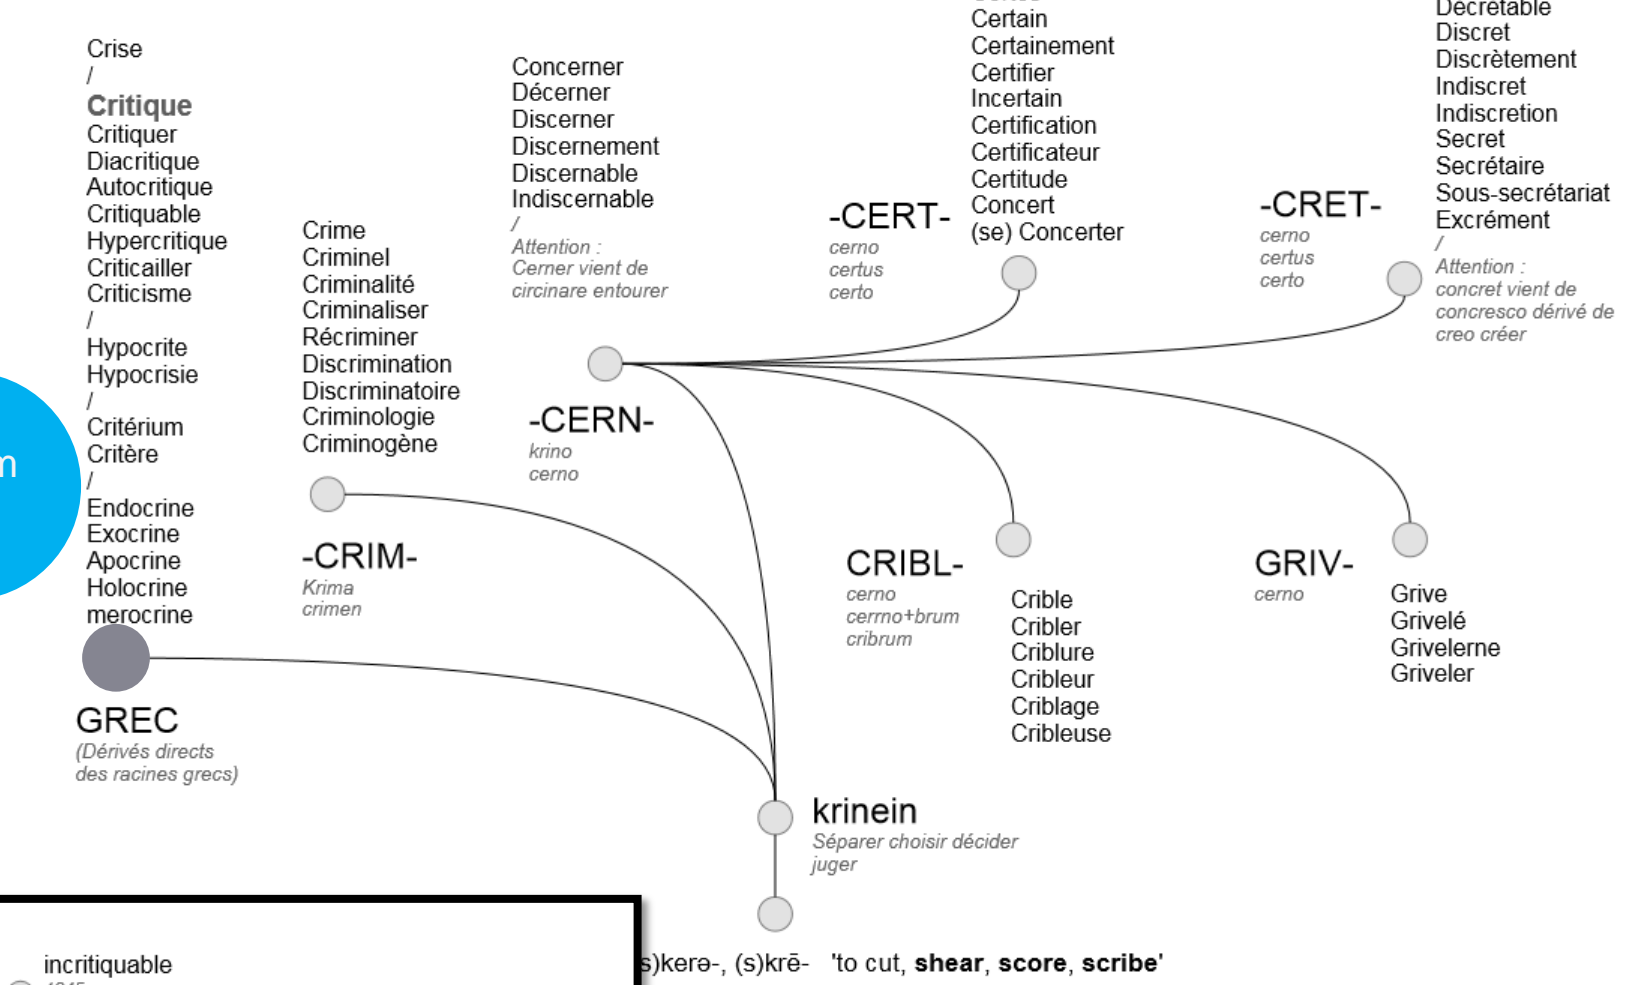 Crise
/
Critique
Critiquer
Diacritique
Autocritique
Critiquable
Hypercritique
Criticailler
Criticisme
/
Hypocrite
Hypocrisie
/
Critérium
Critère
/
Endocrine
Exocrine
Apocrine
Holocrine
merocrine
GREC
(Dérivés directs
des racines grecs)
Crime
Criminel
Criminalité
Criminaliser
Récriminer
Discrimination
Discriminatoire
Criminologie
Criminogène
-CRIM-
Krima
crimen
Concerner
Décerner
Discerner
Discernement
Discernable
Indiscernable
/
Attention :
Cerner vient de
circinare entourer
-CERN-
krino
cerno
Certain
Certainement
Certifier
Incertain
Certification
Certificateur
Certitude
Concert
(se) Concerter
-CERT-
cerno
certus
certo
Décrétable
Discret
Discrètement
Indiscret
Indiscretion
Secret
Secrétaire
Sous-secrétariat
Excrément
/
Attention :
concret vient de
concresco dérivé de
creo créer
-CRET-
cerno
certus
certo
CRIBL-
cerno
cerrno+brum
cribrum
Crible
Cribler
Criblure
Cribleur
Criblage
Cribleuse
GRIV-
cerno
Grive
Grivelé
Grivelerne
Griveler
krinein
Séparer choisir décider
juger
s)kerə-, (s)krē- 'to cut, shear, score, scribe'
incritiquable